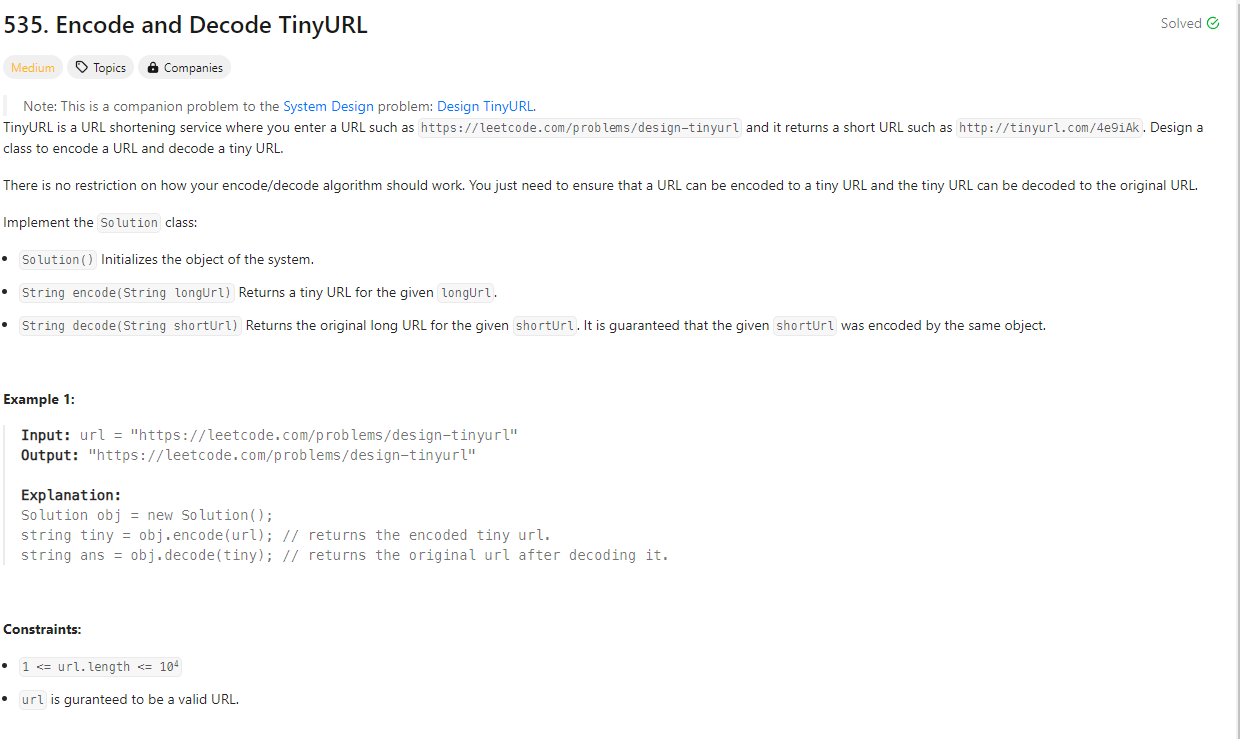 535. Encode and Decode TinyURL
Solved
Medium Topics Companies
Note: This is a companion problem to the System Design problem: Design TinyURL.
TinyURL is a URL shortening service where you enter a URL such as https://leetcode.com/problems/design-tinyurl and it returns a short URL such as http://tinyurl.com/4e9iAk. Design a
class to encode a URL and decode a tiny URL.
There is no restriction on how your encode/decode algorithm should work. You just need to ensure that a URL can be encoded to a tiny URL and the tiny URL can be decoded to the original URL.
Implement the Solution class:
• Solution() Initializes the object of the system.
• String encode(String longUrl) Returns a tiny URL for the given longUrl.
• String decode(String shortUrl) Returns the original long URL for the given shortUrl. It is guaranteed that the given shortUrl was encoded by the same object.
Example 1:
Input: url = "https://leetcode.com/problems/design-tinyurl"
Output: "https://leetcode.com/problems/design-tinyurl"
Explanation:
Solution obj = new Solution();
string tiny = obj.encode(url); // returns the encoded tiny url.
string ans = obj.decode(tiny); // returns the original url after decoding it.
Constraints:
• 1 <= url.length <= 10⁴
• url is guranteed to be a valid URL.